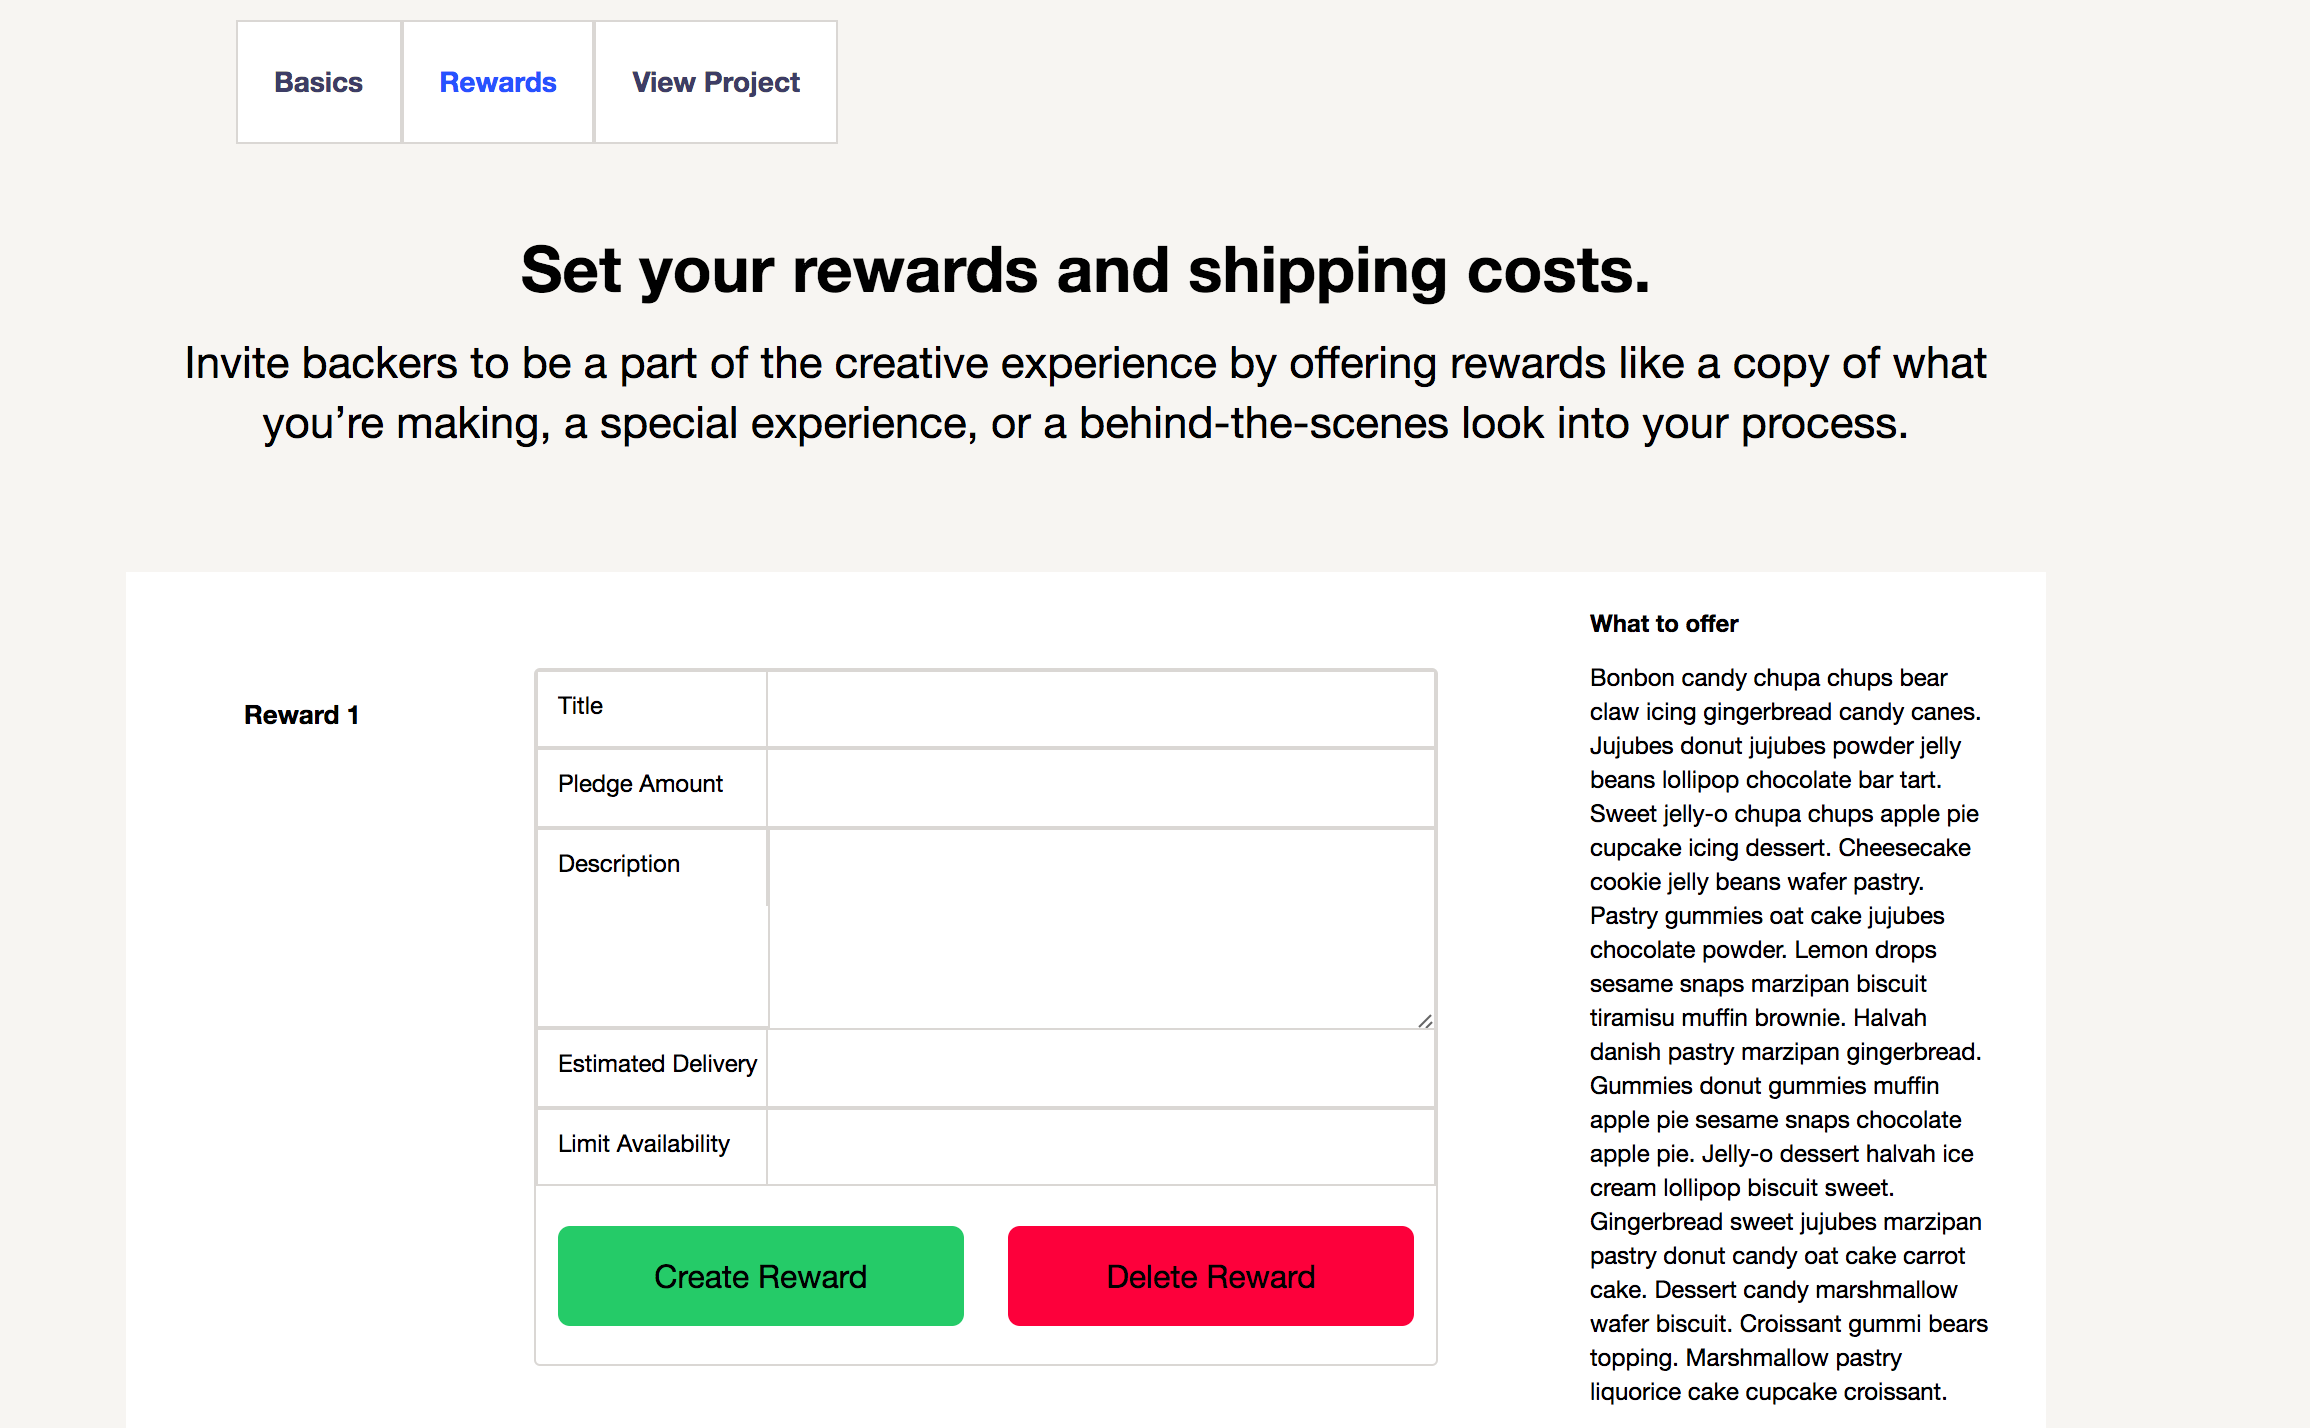 Basics
Rewards
View Project
Set your rewards and shipping costs.
Invite backers to be a part of the creative experience by offering rewards like a copy of what
you’re making, a special experience, or a behind-the-scenes look into your process.
Reward 1
Title
Pledge Amount
Description
Estimated Delivery
Limit Availability
Create Reward
Delete Reward
What to offer
Bonbon candy chupa chups bear
claw icing gingerbread candy canes.
Jujubes donut jujubes powder jelly
beans lollipop chocolate bar tart.
Sweet jelly-o chupa chups apple pie
cupcake icing dessert. Cheesecake
cookie jelly beans wafer pastry.
Pastry gummies oat cake jujubes
chocolate powder. Lemon drops
sesame snaps marzipan biscuit
tiramisu muffin brownie. Halvah
danish pastry marzipan gingerbread.
Gummies donut gummies muffin
apple pie sesame snaps chocolate
apple pie. Jelly-o dessert halvah ice
cream lollipop biscuit sweet.
Gingerbread sweet jujubes marzipan
pastry donut candy oat cake carrot
cake. Dessert candy marshmallow
wafer biscuit. Croissant gummi bears
topping. Marshmallow pastry
liquorice cake cupcake croissant.